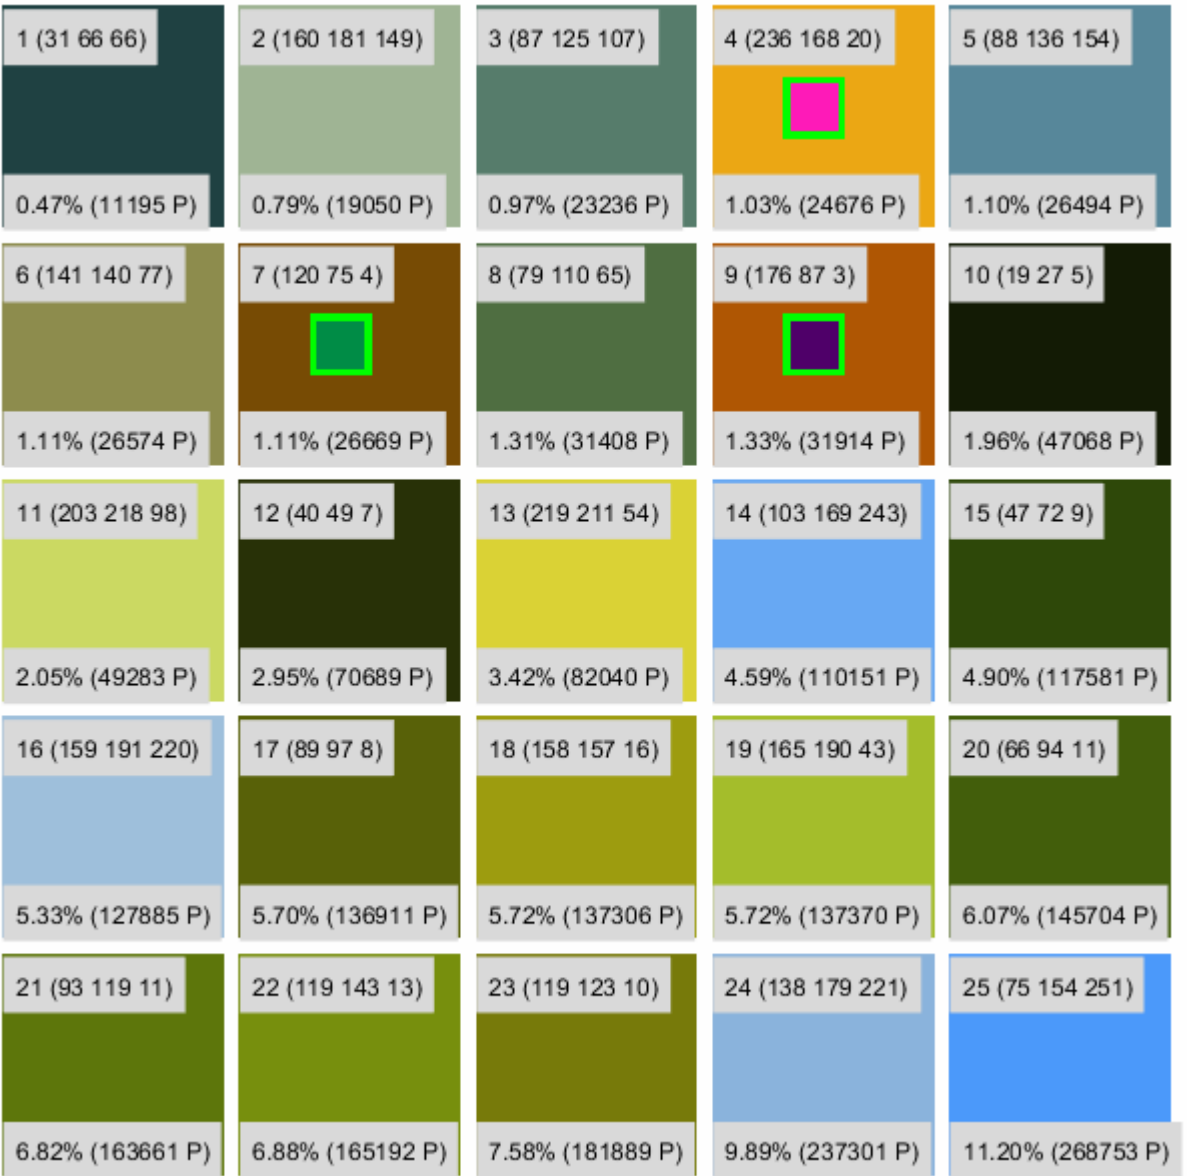 1 (31 66 66)
2 (160 181 149)
3 (87 125 107)
4 (236 168 20)
5 (88 136 154)
0.47% (11195 P)
0.79% (19050 P)
0.97% (23236 P)
1.03% (24676 P)
1.10% (26494 P)
6 (141 140 77)
7 (120 75 4)
8 (79 110 65)
9 (176 87 3)
10 (19 27 5)
1.11% (26574 P)
1.11% (26669 P)
1.31% (31408 P)
1.33% (31914 P)
1.96% (47068 P)
11 (203 218 98)
12 (40 49 7)
13 (219 211 54)
14 (103 169 243)
15 (47 72 9)
2.05% (49283 P)
2.95% (70689 P)
3.42% (82040 P)
4.59% (110151 P)
4.90% (117581 P)
16 (159 191 220)
17 (89 97 8)
18 (158 157 16)
19 (165 190 43)
20 (66 94 11)
5.33% (127885 P)
5.70% (136911 P)
5.72% (137306 P)
5.72% (137370 P)
6.07% (145704 P)
21 (93 119 11)
22 (119 143 13)
23 (119 123 10)
24 (138 179 221)
25 (75 154 251)
6.82% (163661 P)
6.88% (165192 P)
7.58% (181889 P)
9.89% (237301 P)
11.20% (268753 P)